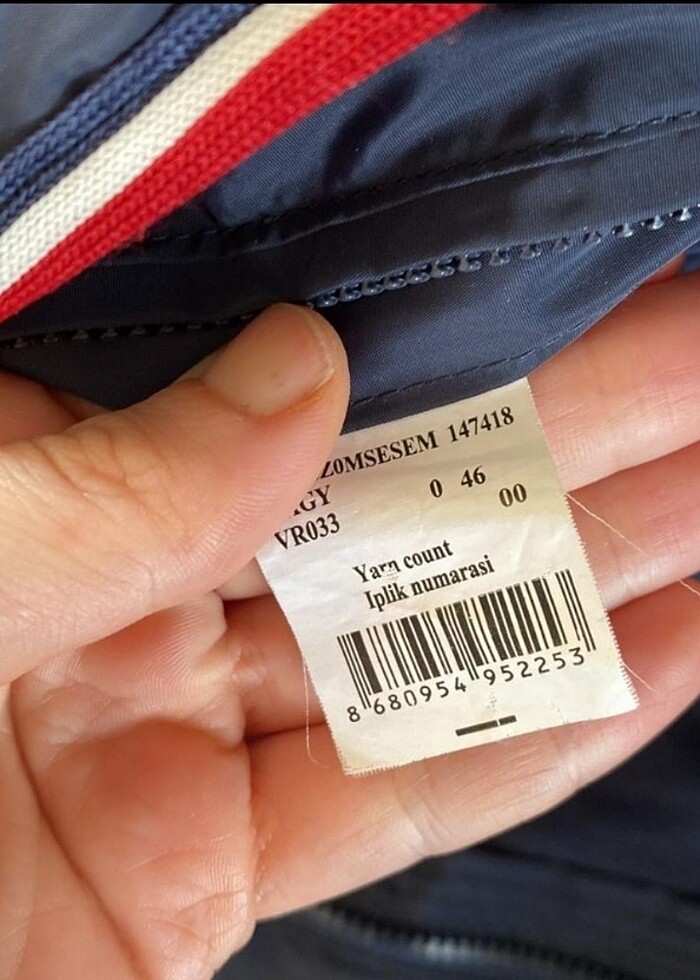 Z0MSESEM 147418
GY 0 46
VR033 00
Yarn count
Iplik numarasi
8 680954 952253